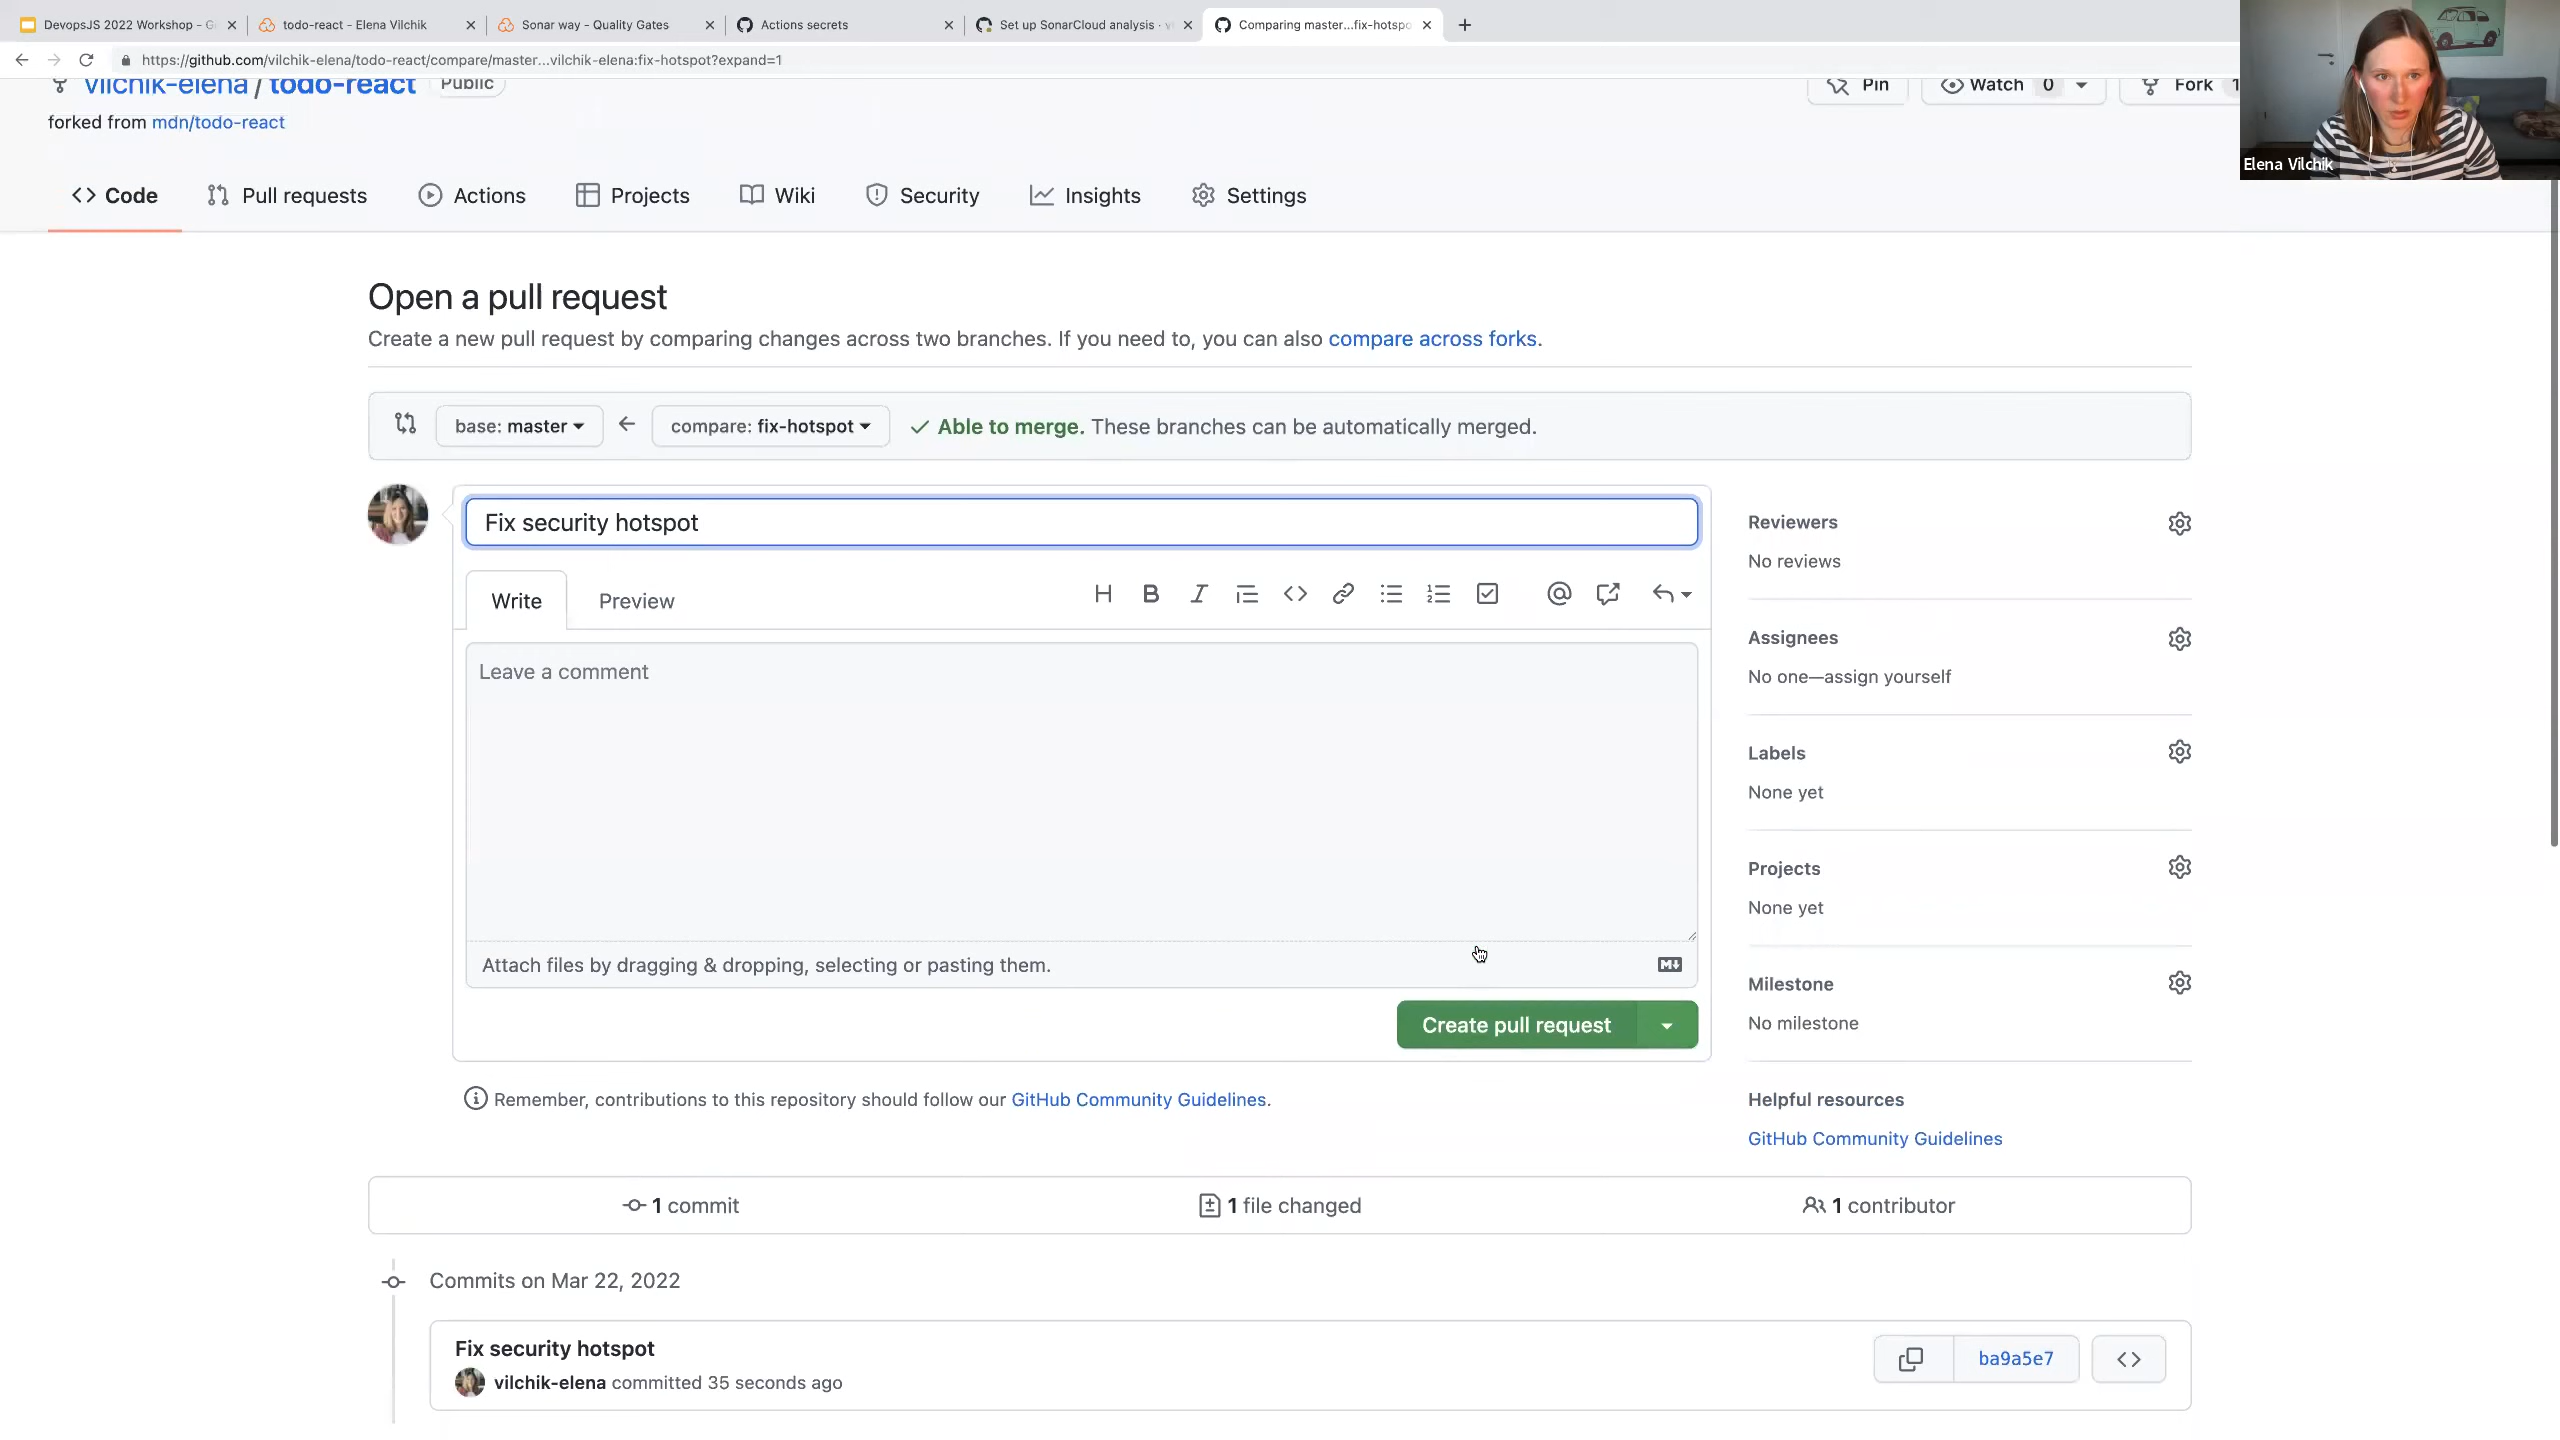 DevopsJS 2022 Workshop - G
todo-react - Elena Vilchik
Sonar way - Quality Gates
Actions secrets
Set up SonarCloud analysis · v
Comparing master...fix-hotspo
https://github.com/vilchik-elena/todo-react/compare/master...vilchik-elena:fix-hotspot?expand=1
vilchik-elena / todo-react Public
Pin
Watch 0
Fork 1
forked from mdn/todo-react
Elena Vilchik
Code
Pull requests
Actions
Projects
Wiki
Security
Insights
Settings
Open a pull request
Create a new pull request by comparing changes across two branches. If you need to, you can also compare across forks.
base: master
compare: fix-hotspot
Able to merge. These branches can be automatically merged.
Fix security hotspot
Write
Preview
Leave a comment
Attach files by dragging & dropping, selecting or pasting them.
Create pull request
Remember, contributions to this repository should follow our GitHub Community Guidelines.
Reviewers
No reviews
Assignees
No one—assign yourself
Labels
None yet
Projects
None yet
Milestone
No milestone
Helpful resources
GitHub Community Guidelines
1 commit
1 file changed
1 contributor
Commits on Mar 22, 2022
Fix security hotspot
vilchik-elena committed 35 seconds ago
ba9a5e7